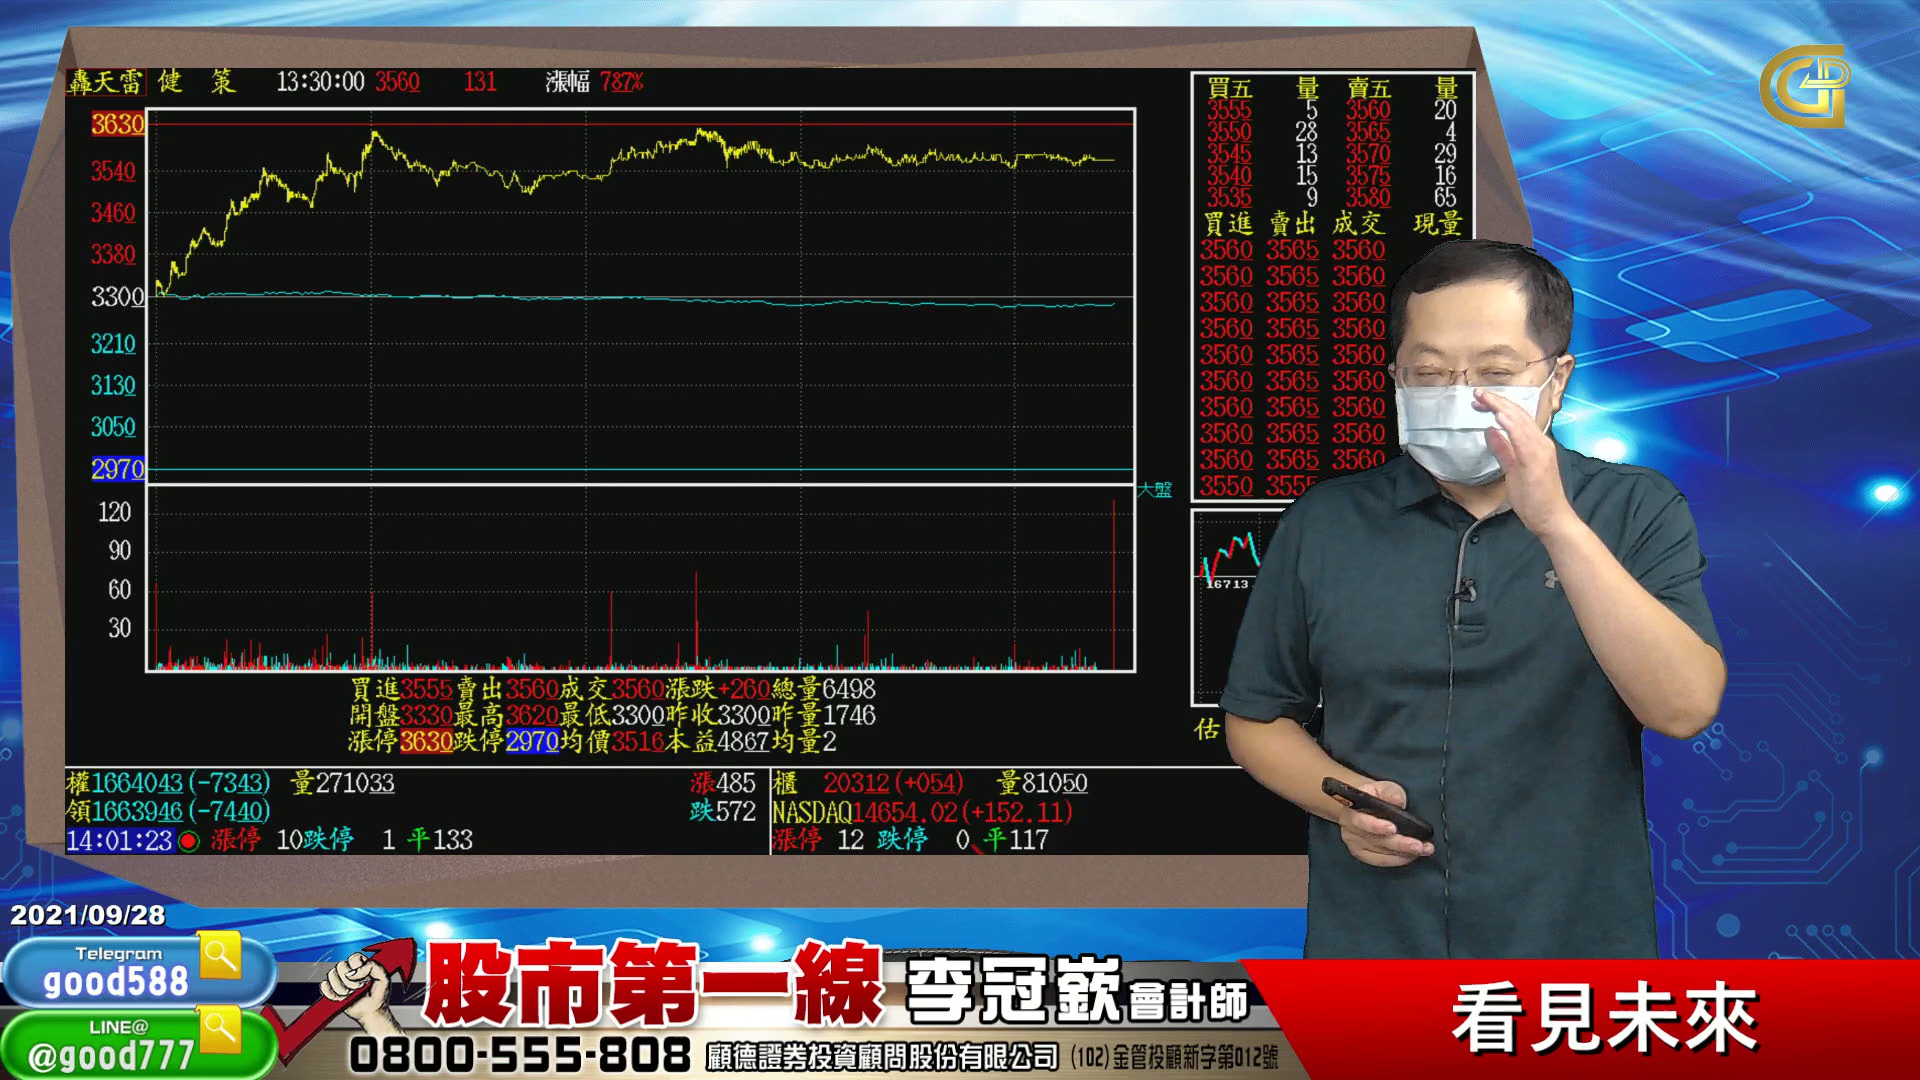 轟天雷 健 策 13:30:00 3560 131 漲幅 787%
3630
3540
3460
3380
3300
3210
3130
3050
2970
120
90
60
30
大盤
買五 量 賣五 量
3555 5 3560 20
3550 28 3565 4
3545 13 3570 29
3540 15 3575 16
3535 9 3580 65
買進 賣出 成交 現量
3560 3565 3560
3560 3565 3560
3560 3565 3560
3560 3565 3560
3560 3565 3560
3560 3565 3560
3560 3565 3560
3560 3565 3560
3560 3565 3560
3550 3555
16713
估
買進3555賣出3560成交3560漲跌+260總量6498
開盤3330最高3620最低3300昨收3300昨量1746
漲停3630跌停2970均價3516本益4867均量2
權1664043(-7343) 量271033 漲485
領1663946(-7440) 跌572
14:01:23 漲停 10跌停 1 平133
櫃 20312(+054) 量81050
NASDAQ14654.02(+152.11)
漲停 12 跌停 0 平117
2021/09/28
Telegram
good588
LINE@
@good777
股市第一線 李冠嶔會計師
0800-555-808 顧德證券投資顧問股份有限公司 (102)金管投顧新字第012號
看見未來